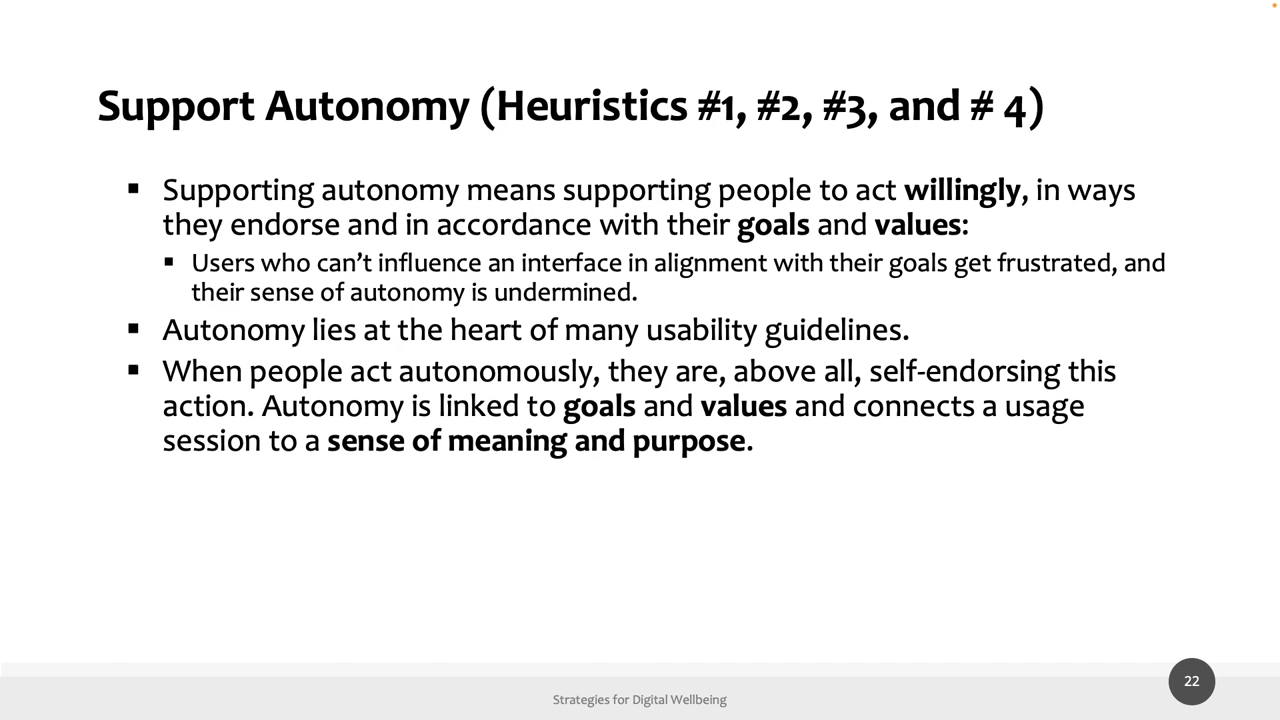 Support Autonomy (Heuristics #1, #2, #3, and # 4)
▪ Supporting autonomy means supporting people to act willingly, in ways
they endorse and in accordance with their goals and values:
▪ Users who can’t influence an interface in alignment with their goals get frustrated, and
their sense of autonomy is undermined.
▪ Autonomy lies at the heart of many usability guidelines.
▪ When people act autonomously, they are, above all, self-endorsing this
action. Autonomy is linked to goals and values and connects a usage
session to a sense of meaning and purpose.
Strategies for Digital Wellbeing
22